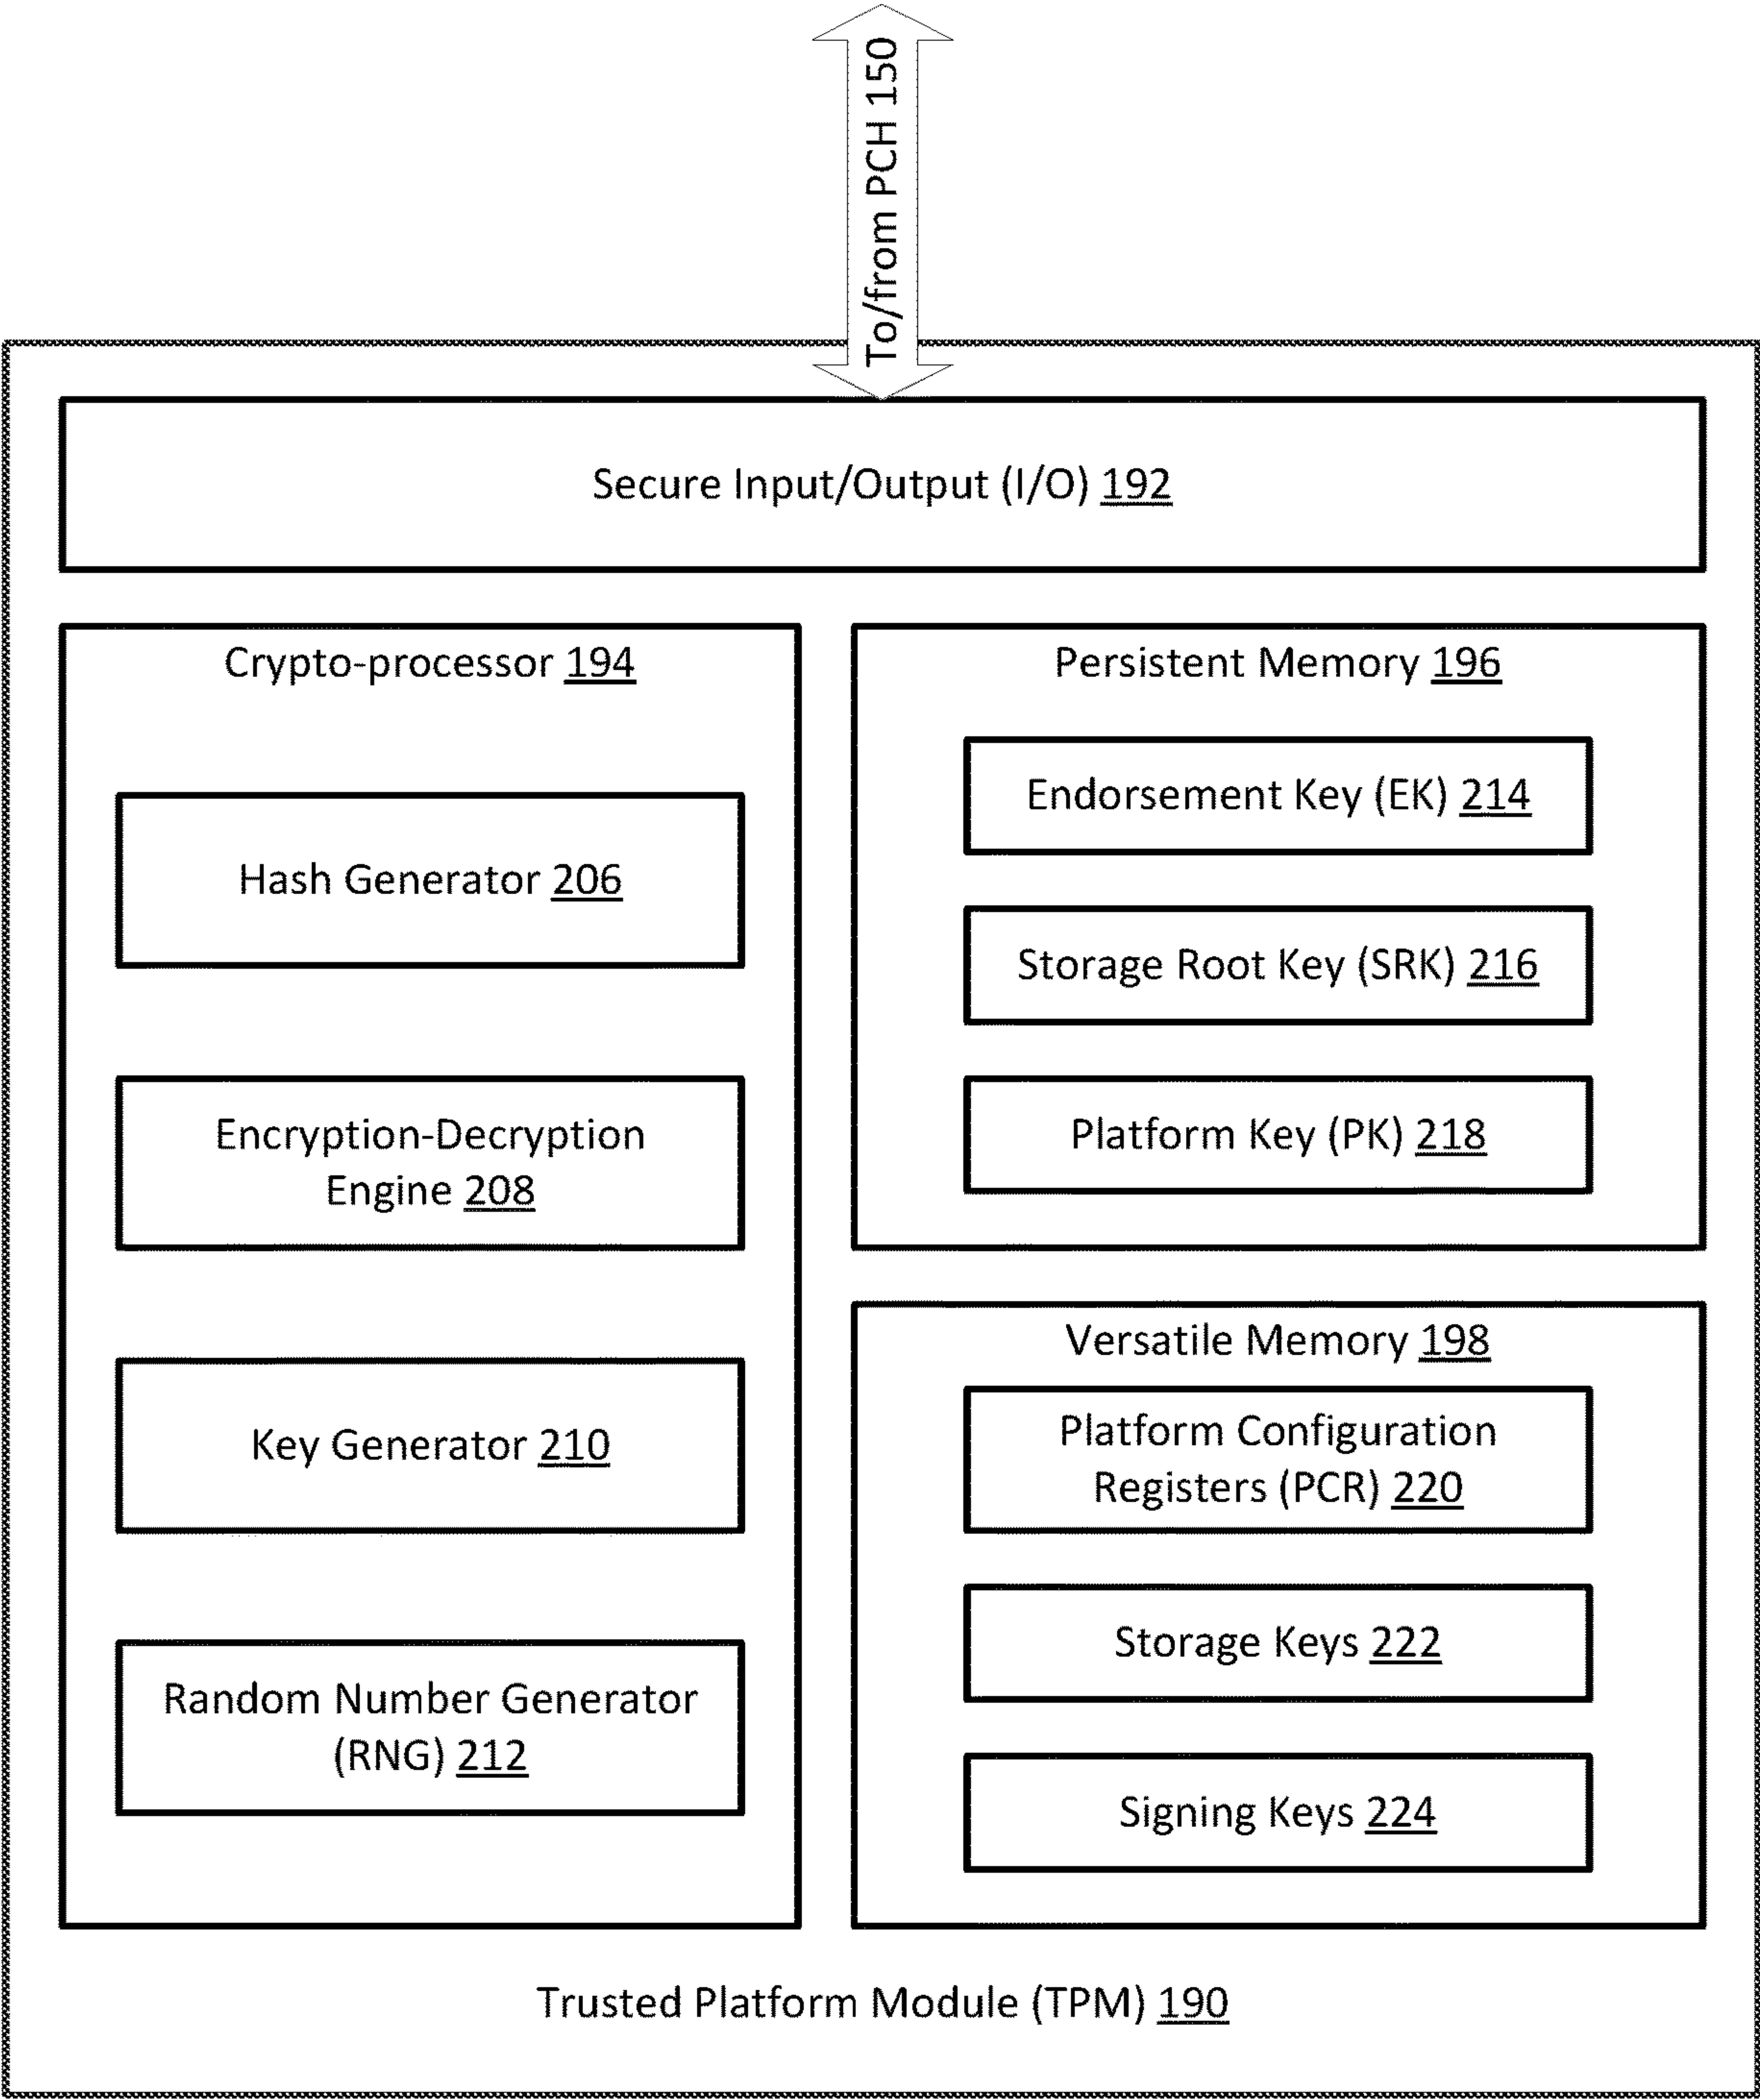 To/from PCH 150
Secure Input/Output (I/O) 192
Crypto-processor 194
Hash Generator 206
Encryption-Decryption
Engine 208
Key Generator 210
Random Number Generator
(RNG) 212
Persistent Memory 196
Endorsement Key (EK) 214
Storage Root Key (SRK) 216
Platform Key (PK) 218
Versatile Memory 198
Platform Configuration
Registers (PCR) 220
Storage Keys 222
Signing Keys 224
Trusted Platform Module (TPM) 190